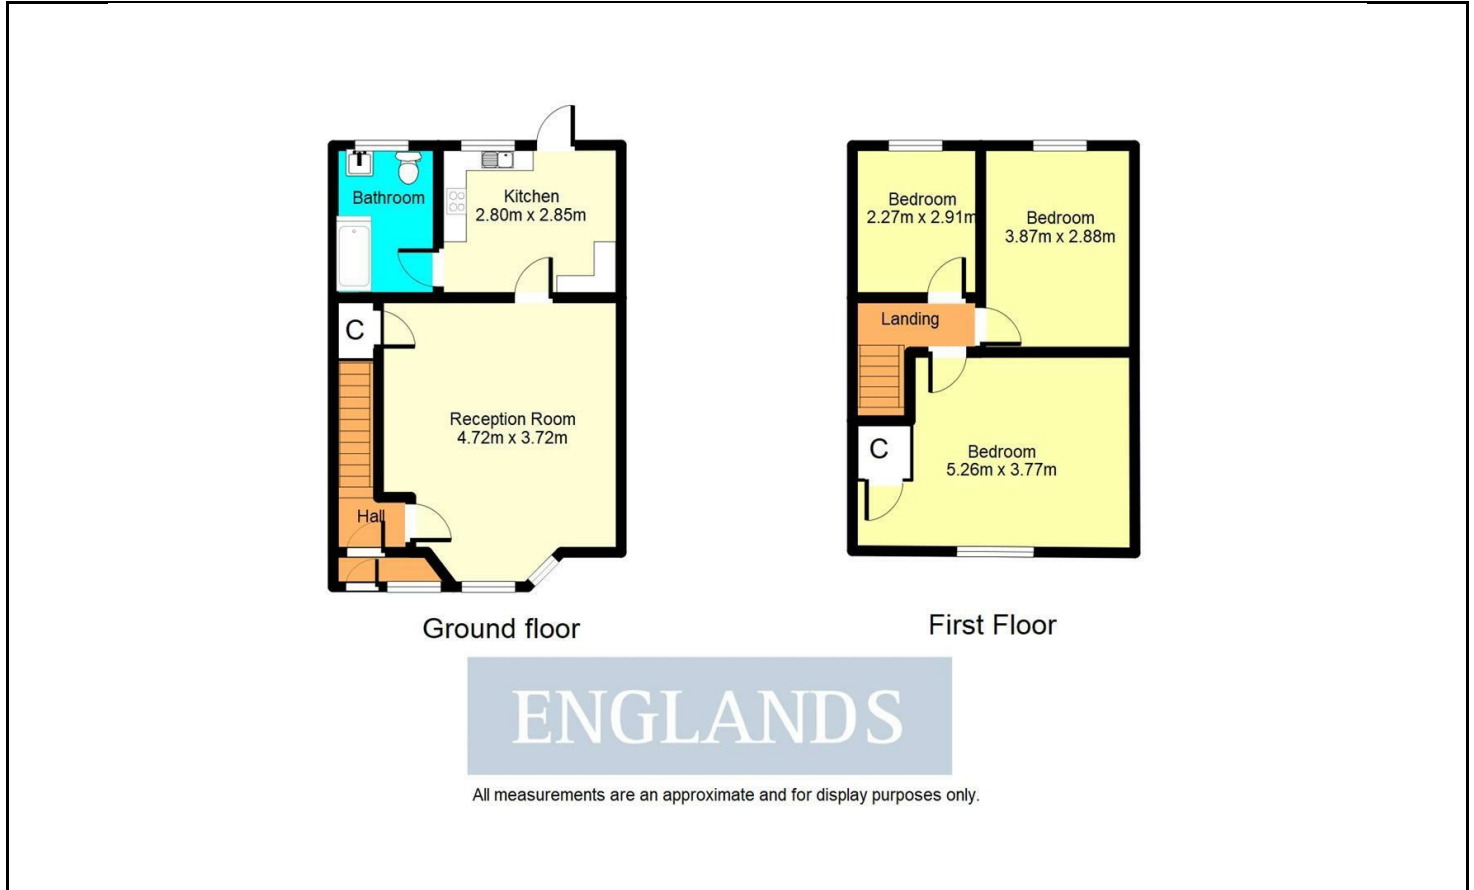 Bathroom
Kitchen
2.80m x 2.85m
C
Reception Room
4.72m x 3.72m
Hall
Ground floor
Bedroom
2.27m x 2.91m
Bedroom
3.87m x 2.88m
Landing
C
Bedroom
5.26m x 3.77m
First Floor
ENGLANDS
All measurements are an approximate and for display purposes only.